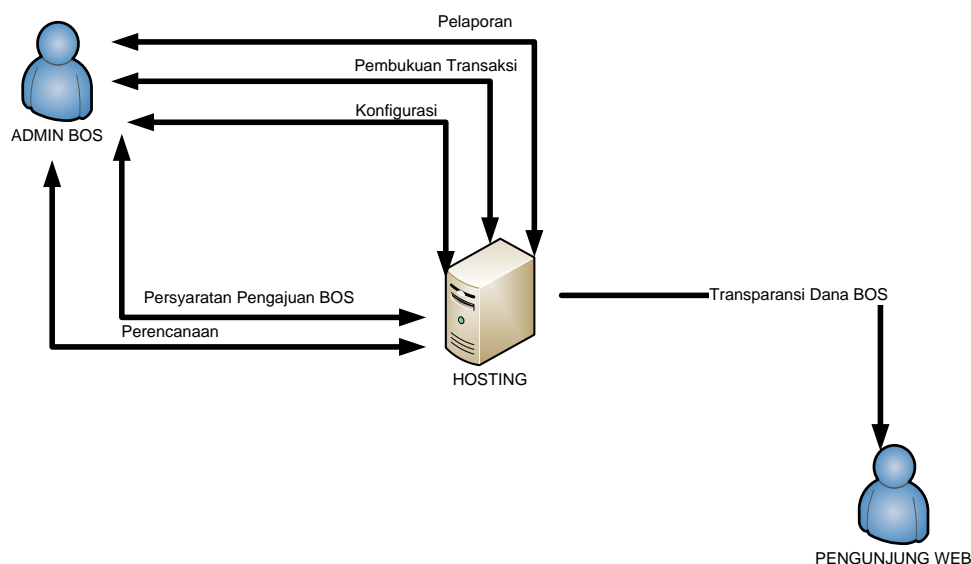 Pelaporan
Pembukuan Transaksi
Konfigurasi
ADMIN BOS
Persyaratan Pengajuan BOS
Perencanaan
Transparansi Dana BOS
HOSTING
PENGUNJUNG WEB